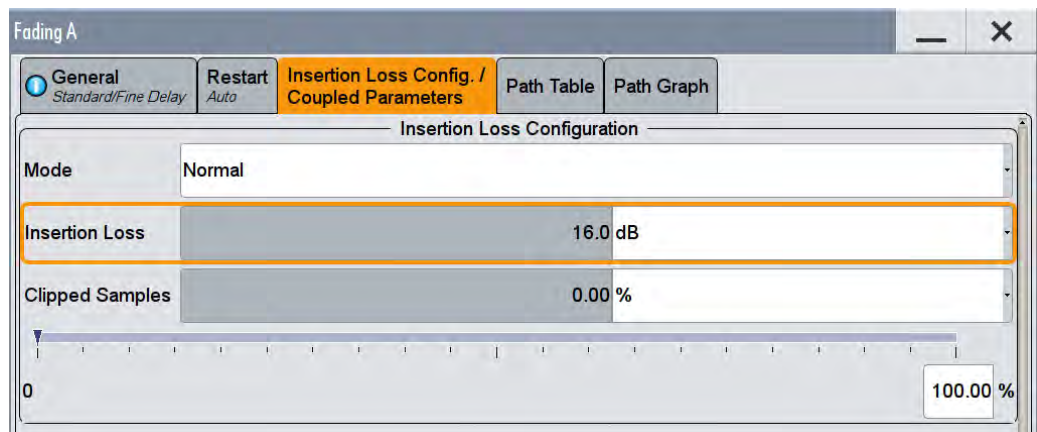 Fading A
General
Standard/Fine Delay
Restart
Auto
Insertion Loss Config. /
Coupled Parameters
Path Table
Path Graph
Insertion Loss Configuration
Mode Normal
Insertion Loss 16.0 dB
Clipped Samples 0.00 %
0 100.00 %